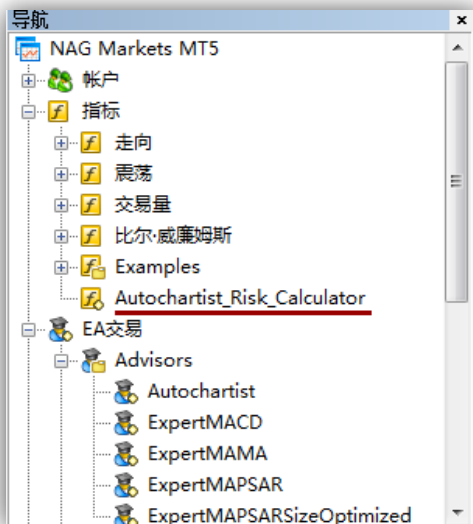 导航
NAG Markets MT5
帐户
指标
走向
震荡
交易量
比尔·威廉姆斯
Examples
Autochartist_Risk_Calculator
EA交易
Advisors
Autochartist
ExpertMACD
ExpertMAMA
ExpertMAPSAR
ExpertMAPSARSizeOptimized